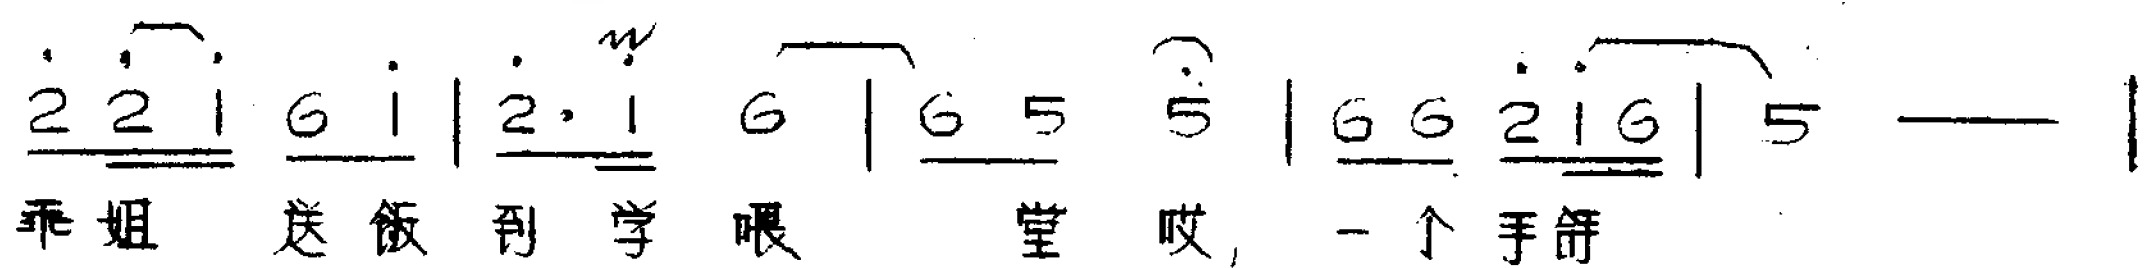 2 2 1 6 1 | 2 · 1 6 | 6 5 5 | 6 6 2 1 6 | 5 — |
乖姐 送饭到学喂 堂哎，一个手